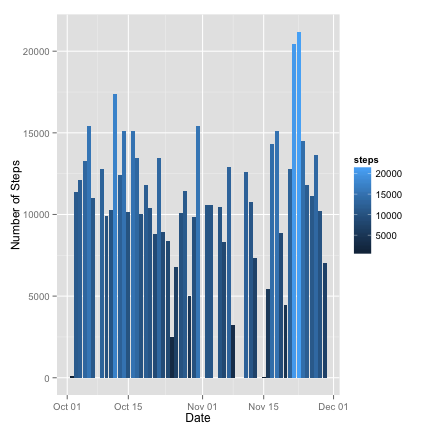 20000
15000
10000
5000
0
Number of Steps
Oct 01
Oct 15
Nov 01
Nov 15
Dec 01
Date
steps
20000
15000
10000
5000